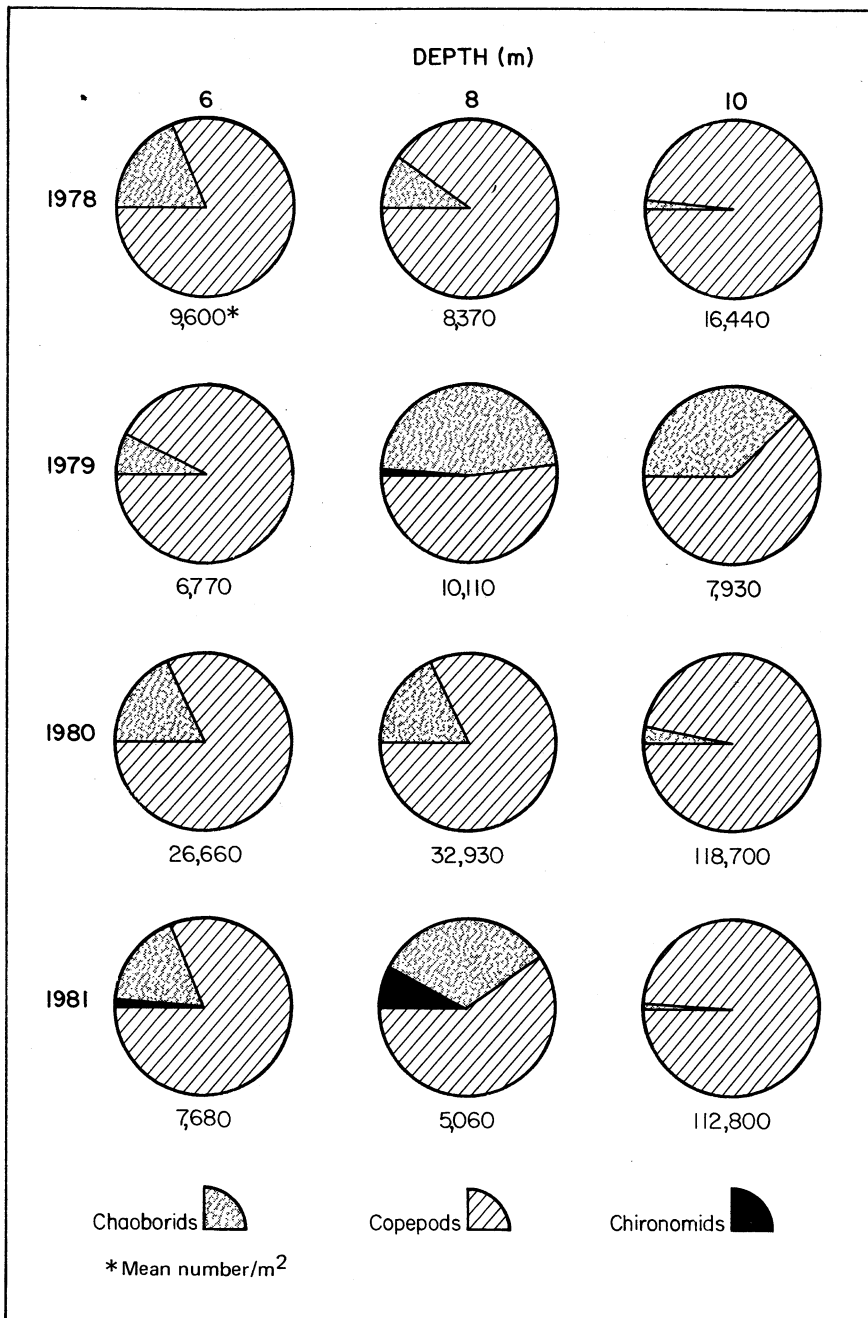 DEPTH (m)
6 8 10
1978
9,600* 8,370 16,440
1979
6,770 10,110 7,930
1980
26,660 32,930 118,700
1981
7,680 5,060 112,800
Chaoborids Copepods Chironomids
* Mean number/m²